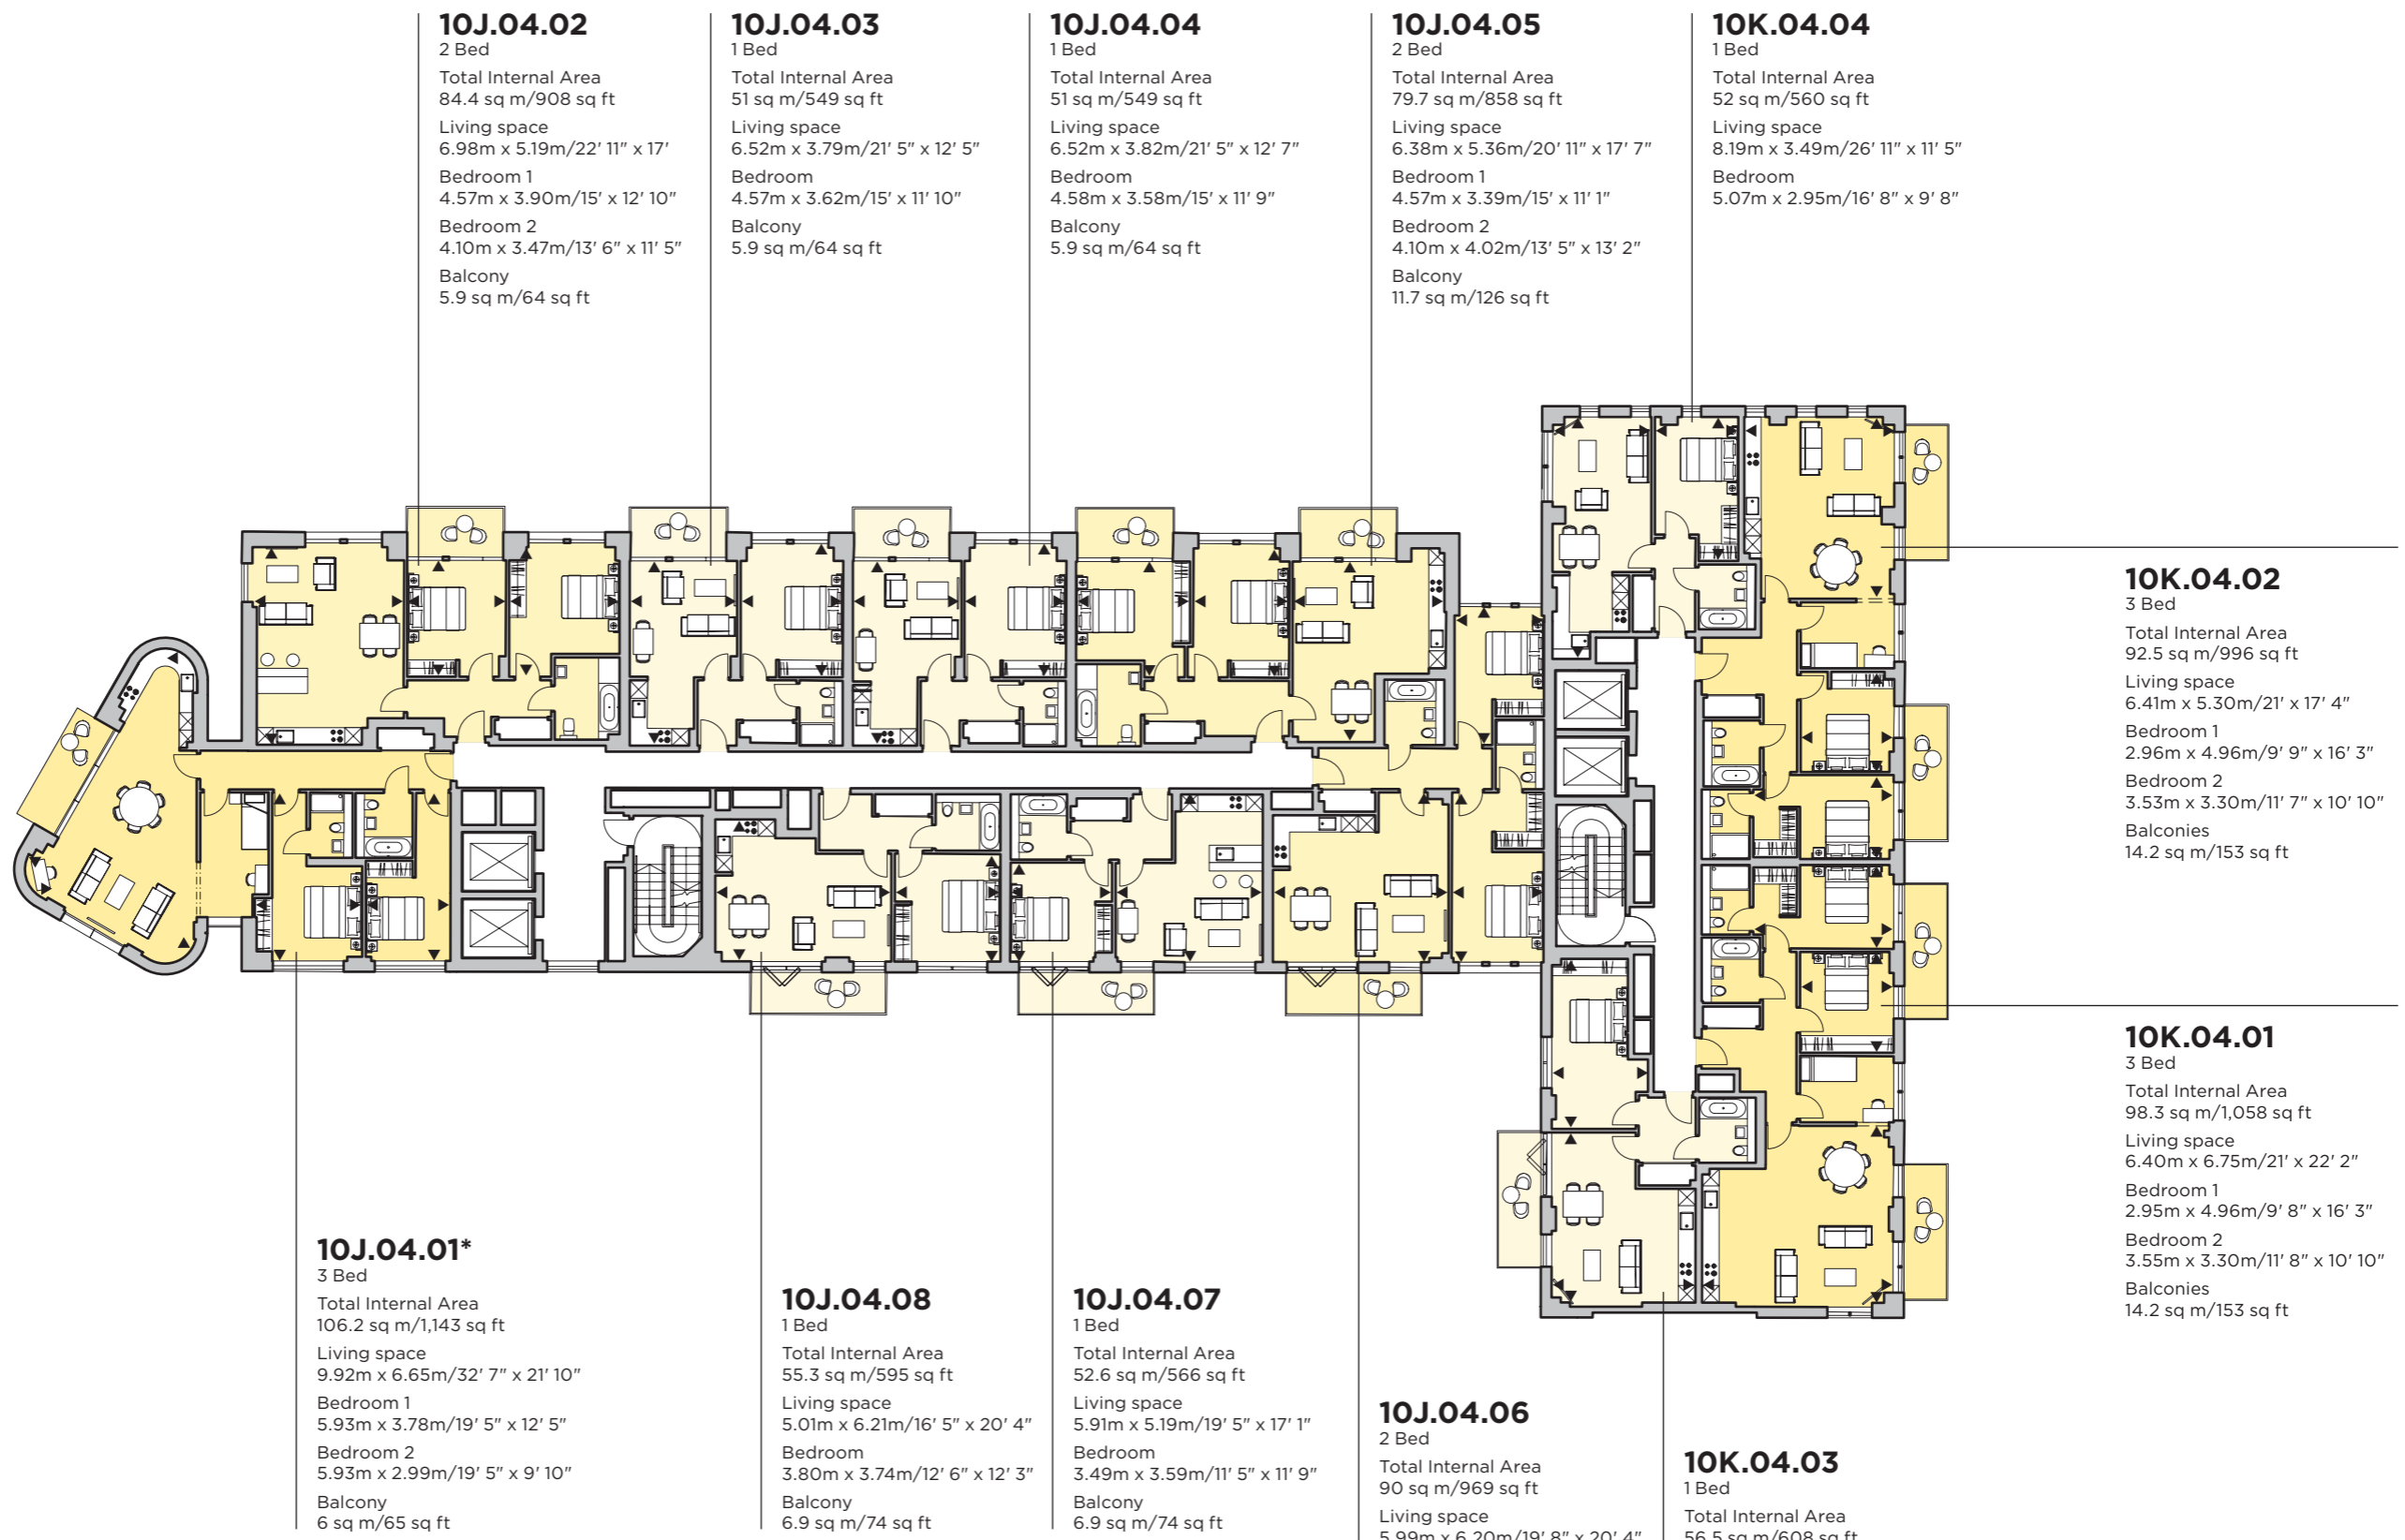 10J.04.02
2 Bed
Total Internal Area
84.4 sq m/908 sq ft
Living space
6.98m x 5.19m/22' 11" x 17'
Bedroom 1
4.57m x 3.90m/15' x 12' 10"
Bedroom 2
4.10m x 3.47m/13' 6" x 11' 5"
Balcony
5.9 sq m/64 sq ft
10J.04.03
1 Bed
Total Internal Area
51 sq m/549 sq ft
Living space
6.52m x 3.79m/21' 5" x 12' 5"
Bedroom
4.57m x 3.62m/15' x 11' 10"
Balcony
5.9 sq m/64 sq ft
10J.04.04
1 Bed
Total Internal Area
51 sq m/549 sq ft
Living space
6.52m x 3.82m/21' 5" x 12' 7"
Bedroom
4.58m x 3.58m/15' x 11' 9"
Balcony
5.9 sq m/64 sq ft
10J.04.05
2 Bed
Total Internal Area
79.7 sq m/858 sq ft
Living space
6.38m x 5.36m/20' 11" x 17' 7"
Bedroom 1
4.57m x 3.39m/15' x 11' 1"
Bedroom 2
4.10m x 4.02m/13' 5" x 13' 2"
Balcony
11.7 sq m/126 sq ft
10K.04.04
1 Bed
Total Internal Area
52 sq m/560 sq ft
Living space
8.19m x 3.49m/26' 11" x 11' 5"
Bedroom
5.07m x 2.95m/16' 8" x 9' 8"
10K.04.02
3 Bed
Total Internal Area
92.5 sq m/996 sq ft
Living space
6.41m x 5.30m/21' x 17' 4"
Bedroom 1
2.96m x 4.96m/9' 9" x 16' 3"
Bedroom 2
3.53m x 3.30m/11' 7" x 10' 10"
Balconies
14.2 sq m/153 sq ft
10K.04.01
3 Bed
Total Internal Area
98.3 sq m/1,058 sq ft
Living space
6.40m x 6.75m/21' x 22' 2"
Bedroom 1
2.95m x 4.96m/9' 8" x 16' 3"
Bedroom 2
3.55m x 3.30m/11' 8" x 10' 10"
Balconies
14.2 sq m/153 sq ft
10J.04.01*
3 Bed
Total Internal Area
106.2 sq m/1,143 sq ft
Living space
9.92m x 6.65m/32' 7" x 21' 10"
Bedroom 1
5.93m x 3.78m/19' 5" x 12' 5"
Bedroom 2
5.93m x 2.99m/19' 5" x 9' 10"
Balcony
6 sq m/65 sq ft
10J.04.08
1 Bed
Total Internal Area
55.3 sq m/595 sq ft
Living space
5.01m x 6.21m/16' 5" x 20' 4"
Bedroom
3.80m x 3.74m/12' 6" x 12' 3"
Balcony
6.9 sq m/74 sq ft
10J.04.07
1 Bed
Total Internal Area
52.6 sq m/566 sq ft
Living space
5.91m x 5.19m/19' 5" x 17' 1"
Bedroom
3.49m x 3.59m/11' 5" x 11' 9"
Balcony
6.9 sq m/74 sq ft
10J.04.06
2 Bed
Total Internal Area
90 sq m/969 sq ft
Living space
5.99m x 6.20m/19' 8" x 20' 4"
10K.04.03
1 Bed
Total Internal Area
56.5 sq m/608 sq ft